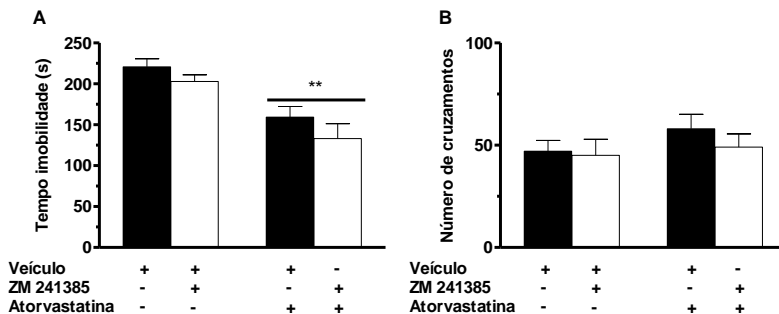 A
Tempo imobilidade (s)
250
200
150
100
50
0
**
Veículo + + + -
ZM 241385 - + - +
Atorvastatina - - + +
B
Número de cruzamentos
100
50
0
Veículo + + + -
ZM 241385 - + - +
Atorvastatina - - + +